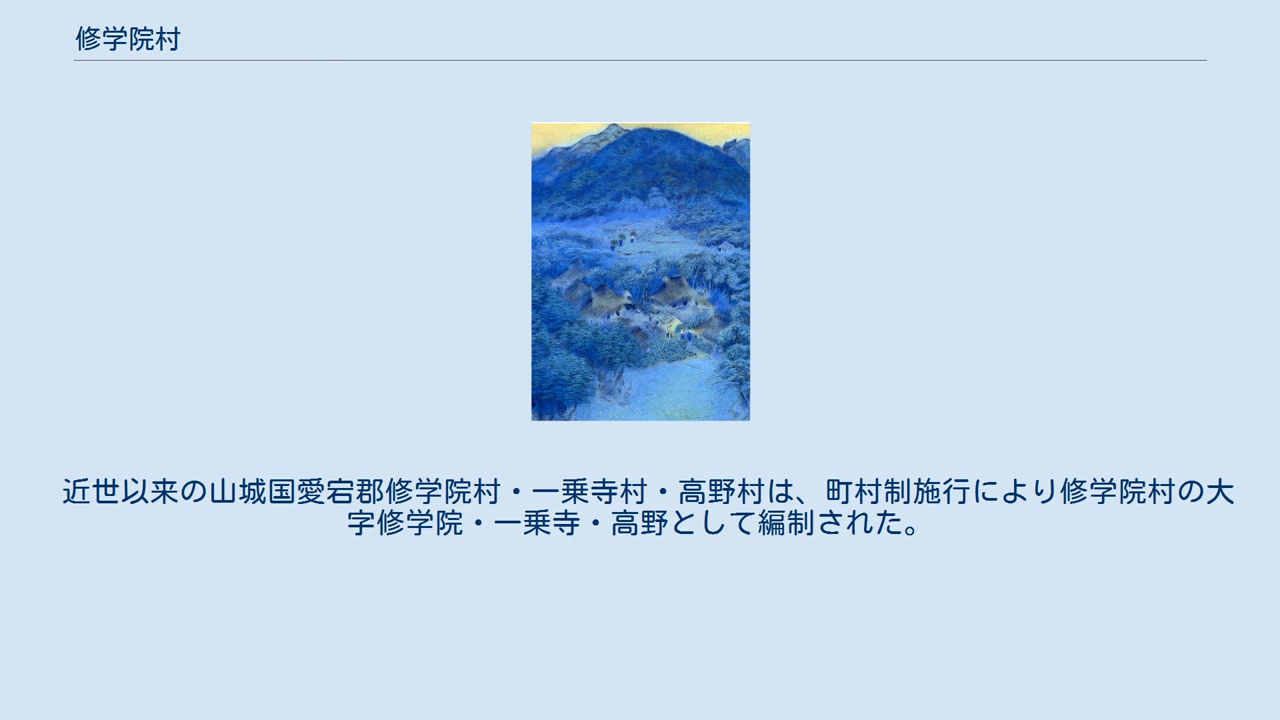 修学院村
近世以来の山城国愛宕郡修学院村・一乗寺村・高野村は、町村制施行により修学院村の大
字修学院・一乗寺・高野として編制された。